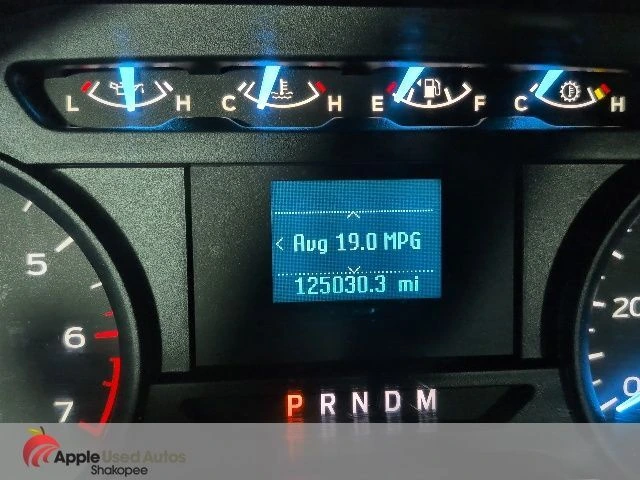 L H C H E F C H
< Avg 19.0 MPG
125030.3 mi
5
6
7
20
0
P R N D M
Apple Used Autos
Shakopee